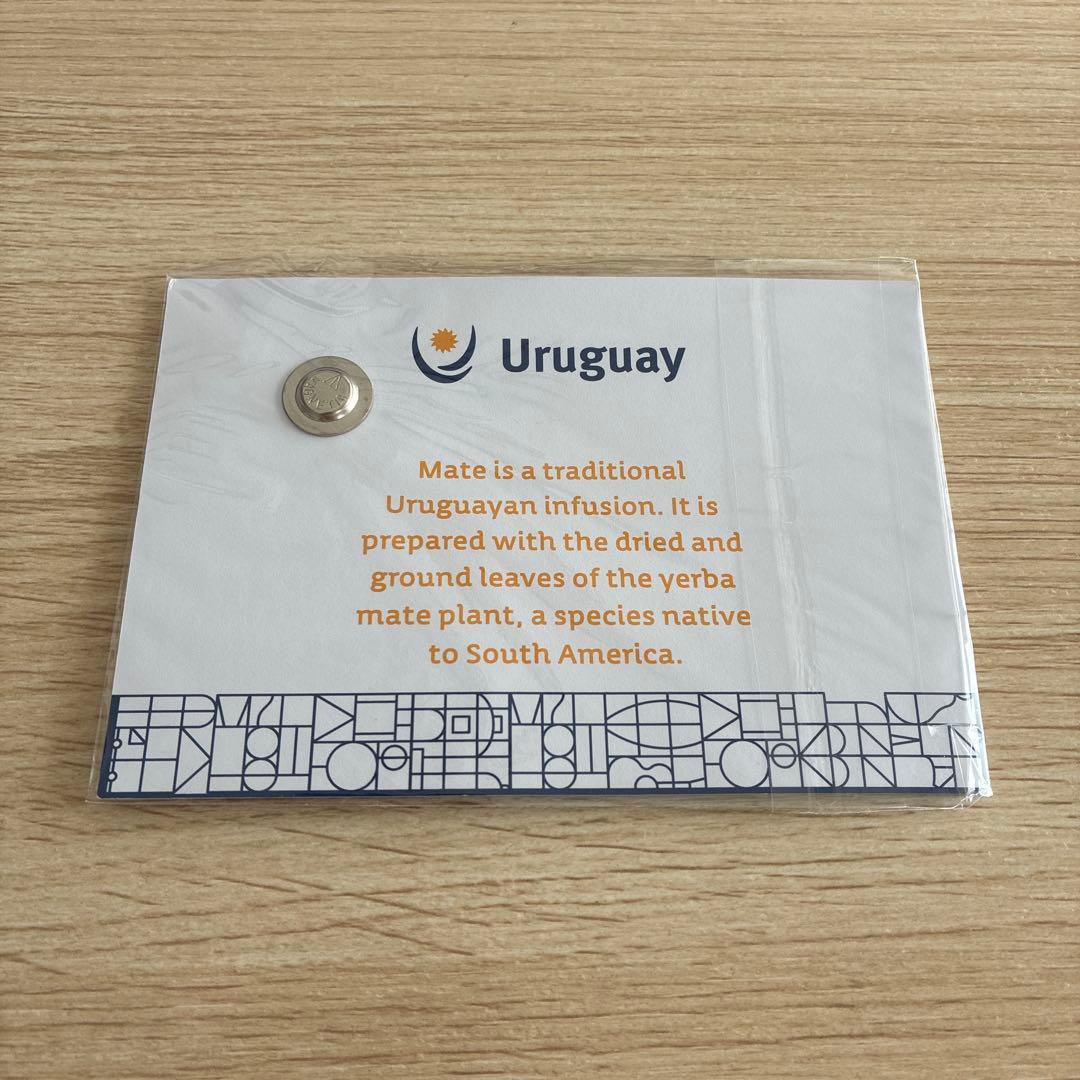 Uruguay
Mate is a traditional
Uruguayan infusion. It is
prepared with the dried and
ground leaves of the yerba
mate plant, a species native
to South America.